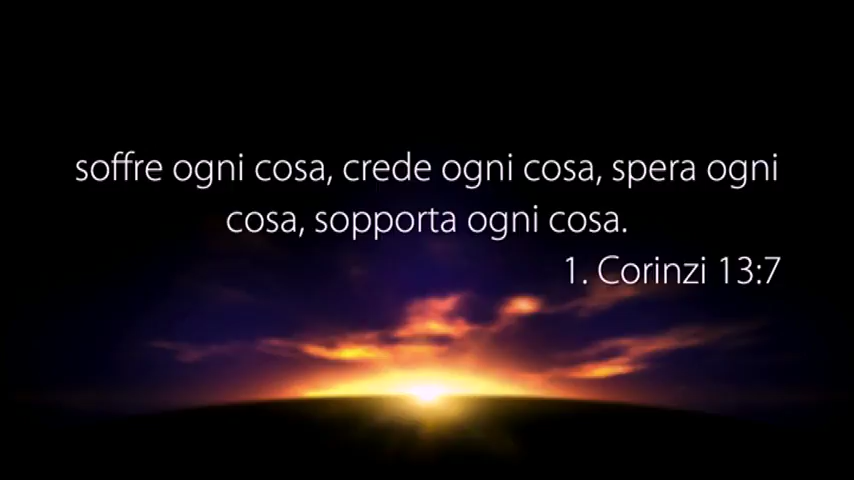 soffre ogni cosa, crede ogni cosa, spera ogni
cosa, sopporta ogni cosa.
1. Corinzi 13:7